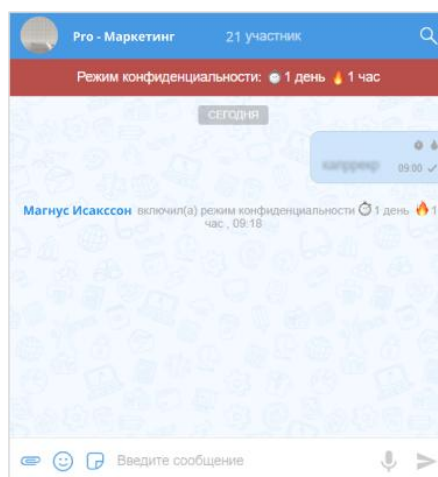 Pro - Маркетинг 21 участник
Режим конфиденциальности: 1 день 1 час
СЕГОДНЯ
09:00
Магнус Исакссон включил(а) режим конфиденциальности 1 день 1
час , 09:18
Введите сообщение